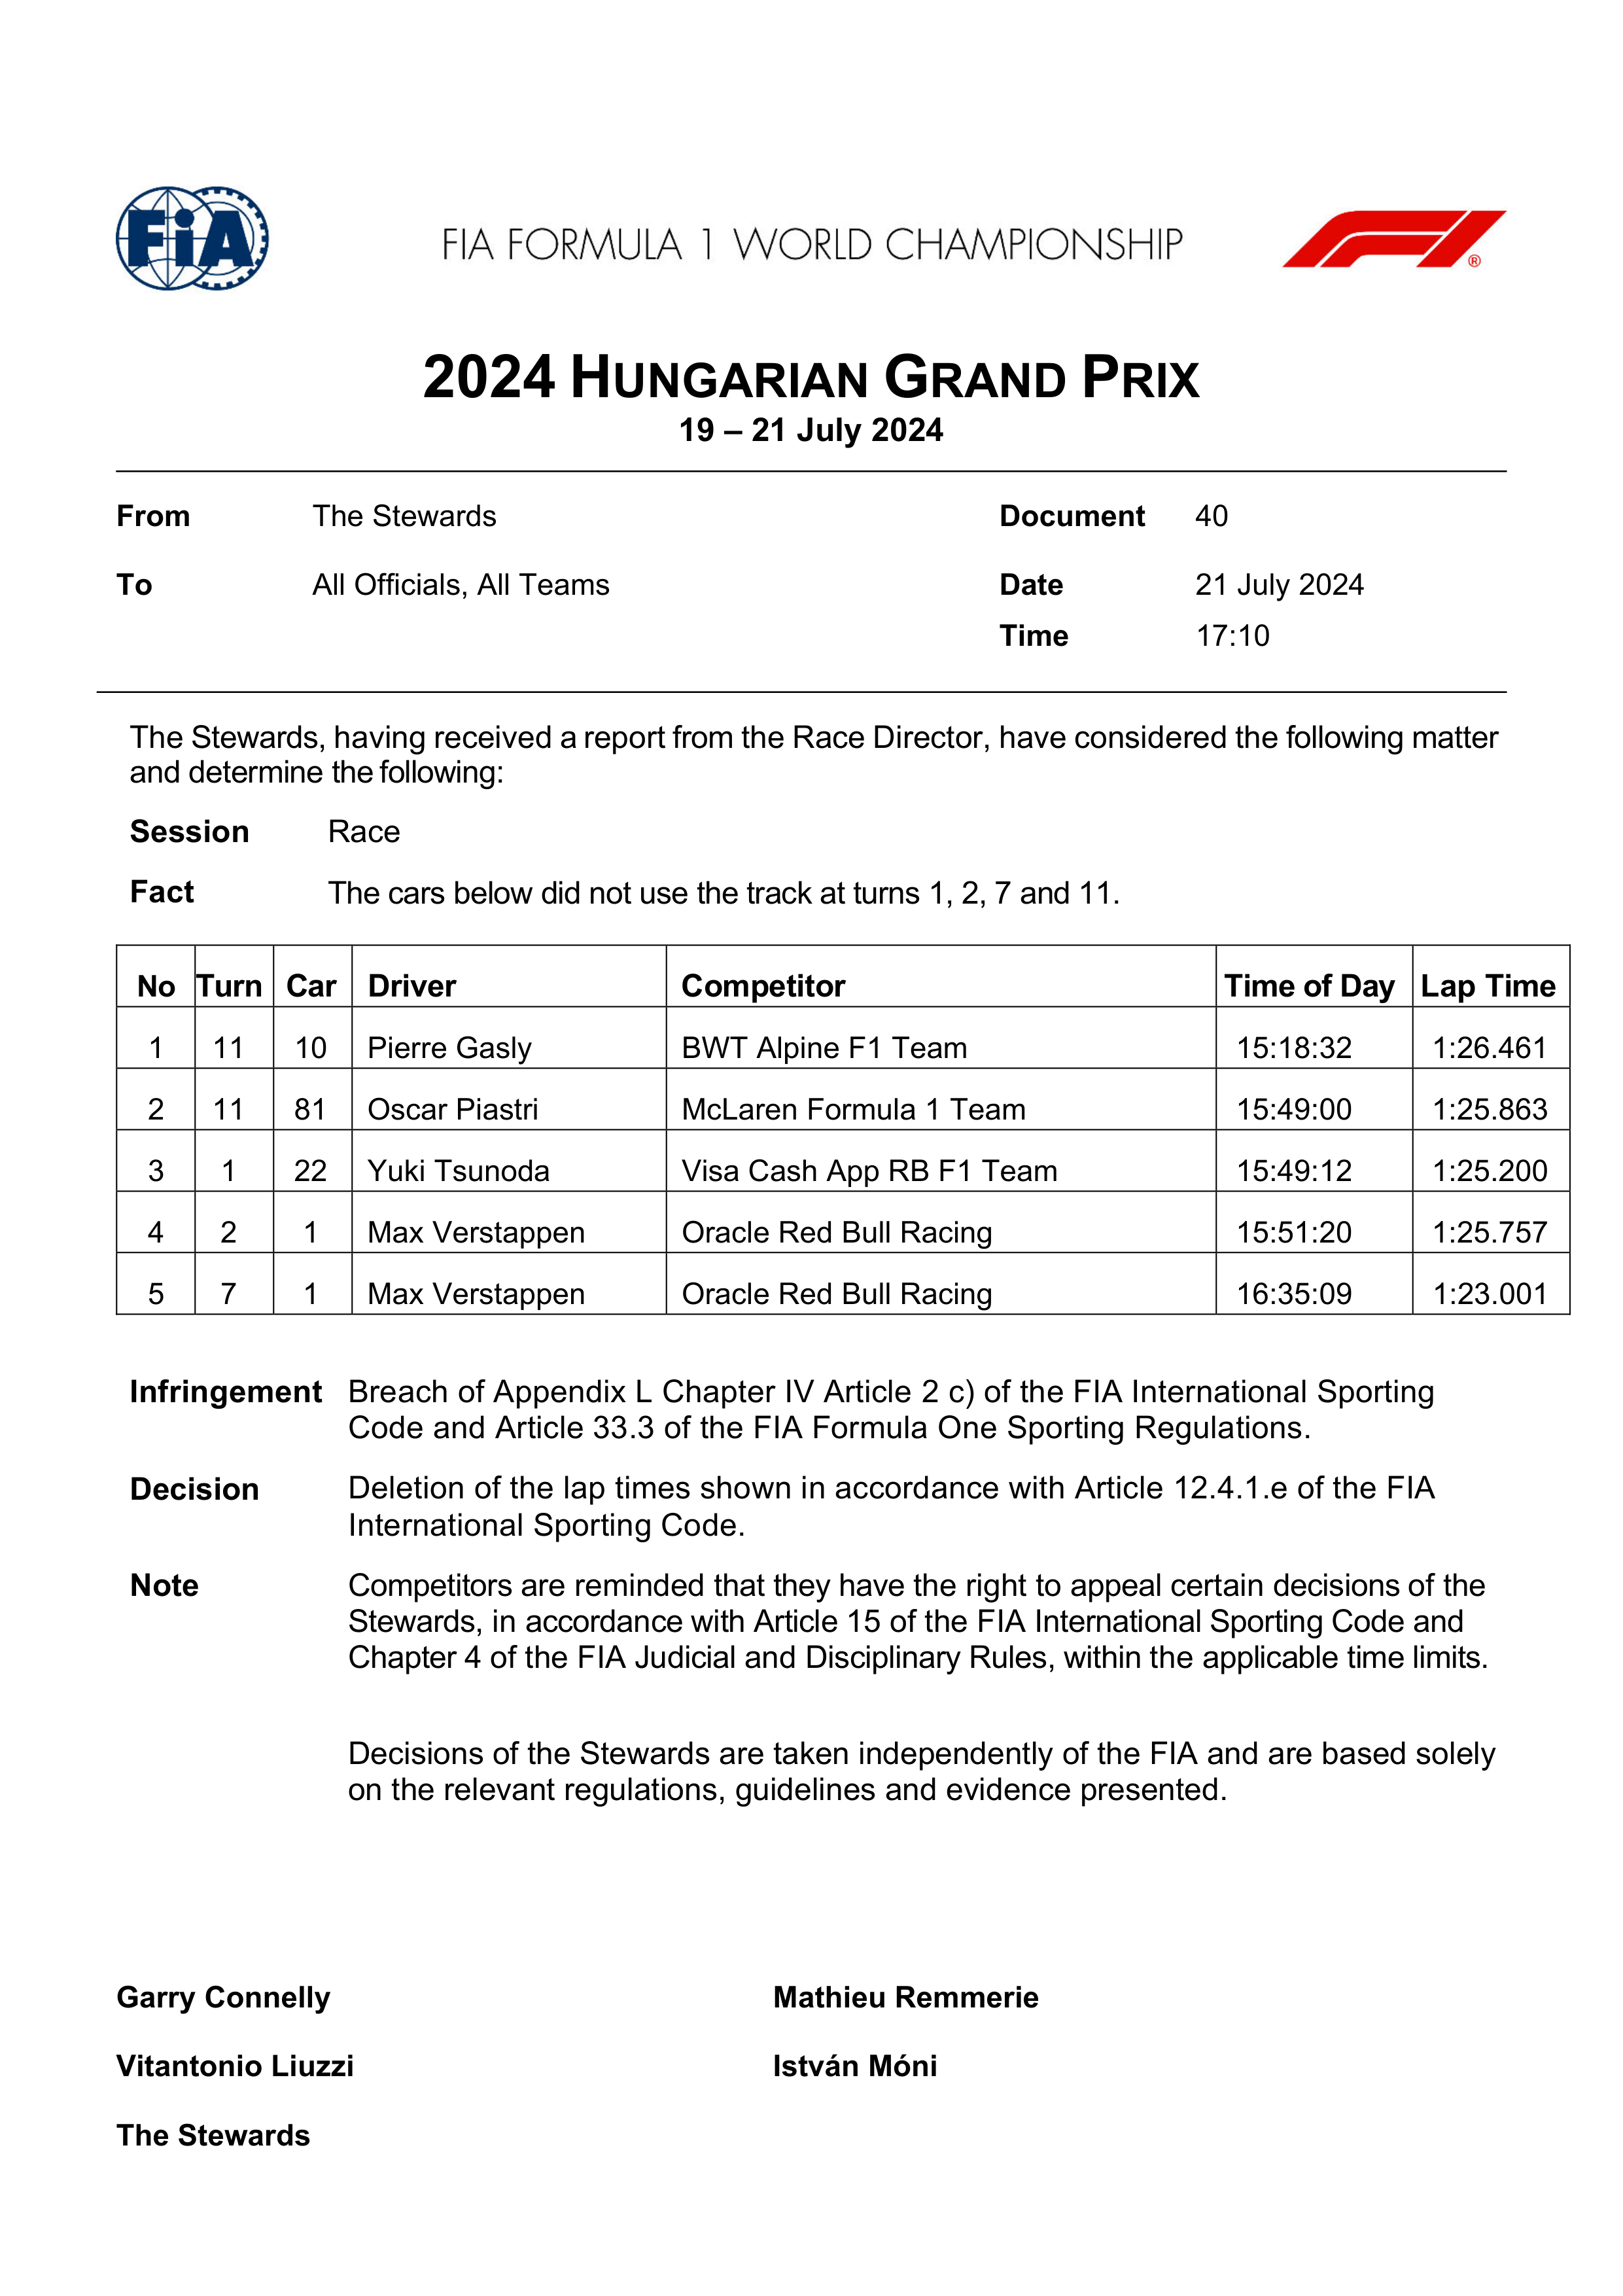 FiA
FIA FORMULA 1 WORLD CHAMPIONSHIP
F1®
2024 HUNGARIAN GRAND PRIX
19 – 21 July 2024
From The Stewards Document 40
To All Officials, All Teams Date 21 July 2024
Time 17:10
The Stewards, having received a report from the Race Director, have considered the following matter
and determine the following:
Session Race
Fact The cars below did not use the track at turns 1, 2, 7 and 11.
No Turn Car Driver Competitor Time of Day Lap Time
1 11 10 Pierre Gasly BWT Alpine F1 Team 15:18:32 1:26.461
2 11 81 Oscar Piastri McLaren Formula 1 Team 15:49:00 1:25.863
3 1 22 Yuki Tsunoda Visa Cash App RB F1 Team 15:49:12 1:25.200
4 2 1 Max Verstappen Oracle Red Bull Racing 15:51:20 1:25.757
5 7 1 Max Verstappen Oracle Red Bull Racing 16:35:09 1:23.001
Infringement Breach of Appendix L Chapter IV Article 2 c) of the FIA International Sporting
Code and Article 33.3 of the FIA Formula One Sporting Regulations.
Decision Deletion of the lap times shown in accordance with Article 12.4.1.e of the FIA
International Sporting Code.
Note Competitors are reminded that they have the right to appeal certain decisions of the
Stewards, in accordance with Article 15 of the FIA International Sporting Code and
Chapter 4 of the FIA Judicial and Disciplinary Rules, within the applicable time limits.
Decisions of the Stewards are taken independently of the FIA and are based solely
on the relevant regulations, guidelines and evidence presented.
Garry Connelly Mathieu Remmerie
Vitantonio Liuzzi István Móni
The Stewards